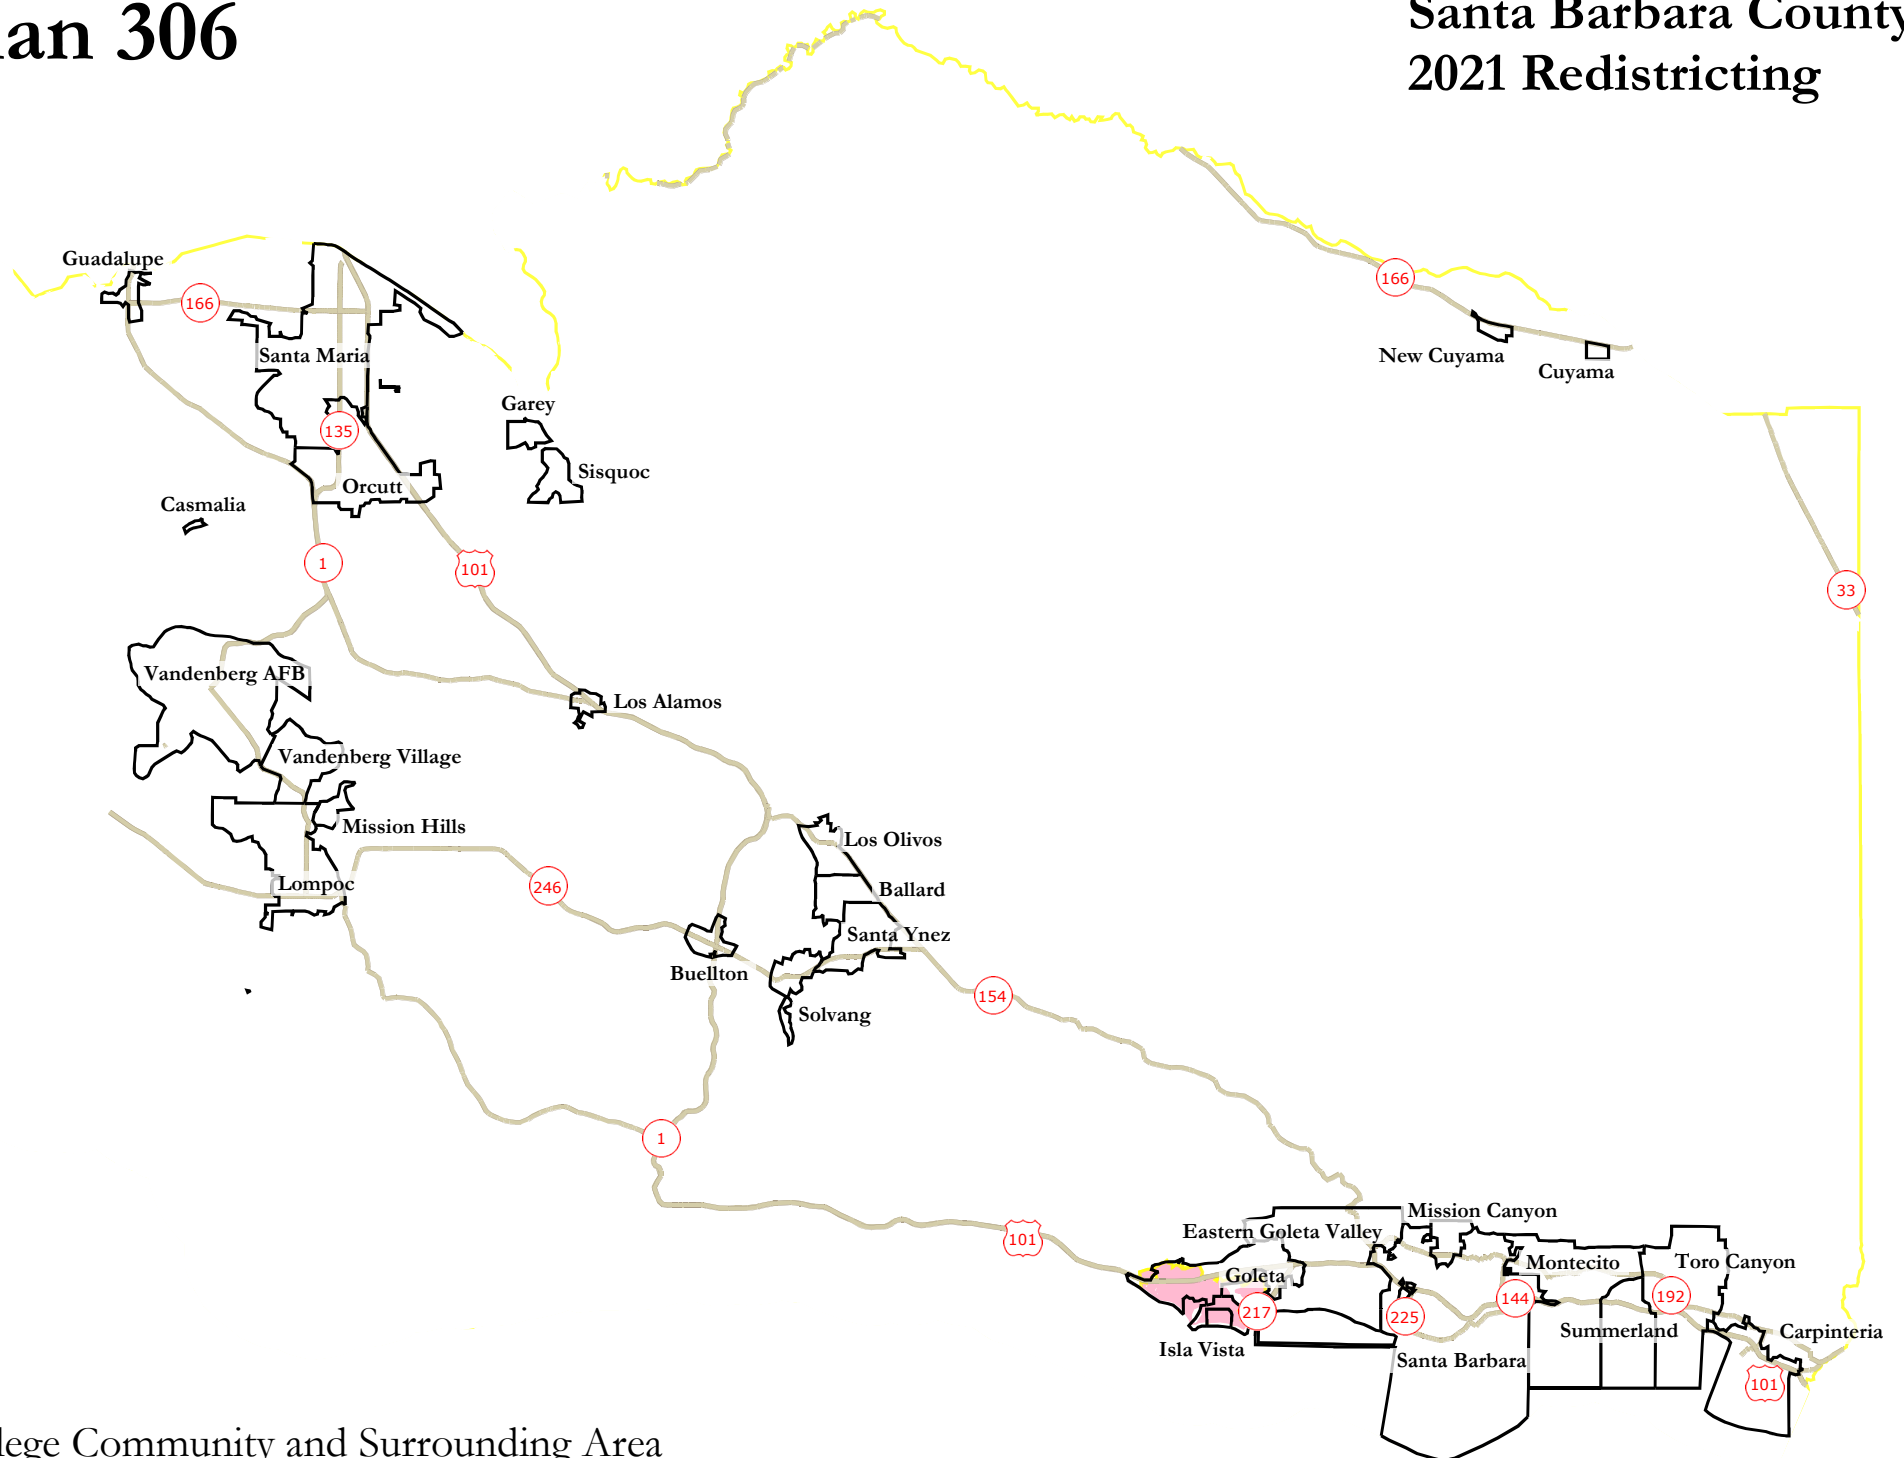 an 306
Santa Barbara County
2021 Redistricting
Guadalupe
166
Santa Maria
135
Garey
Sisquoc
Orcutt
Casmalia
1
101
166
New Cuyama
Cuyama
33
Vandenberg AFB
Los Alamos
Vandenberg Village
Mission Hills
Lompoc
246
Los Olivos
Ballard
Santa Ynez
Buellton
Solvang
154
1
101
Mission Canyon
Eastern Goleta Valley
Montecito
Toro Canyon
Goleta
217
225
144
192
Isla Vista
Summerland
Carpinteria
Santa Barbara
101
lege Community and Surrounding Area